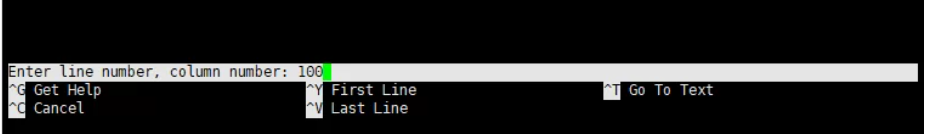 Enter line number, column number: 100
^G Get Help ^Y First Line ^T Go To Text
^C Cancel ^V Last Line